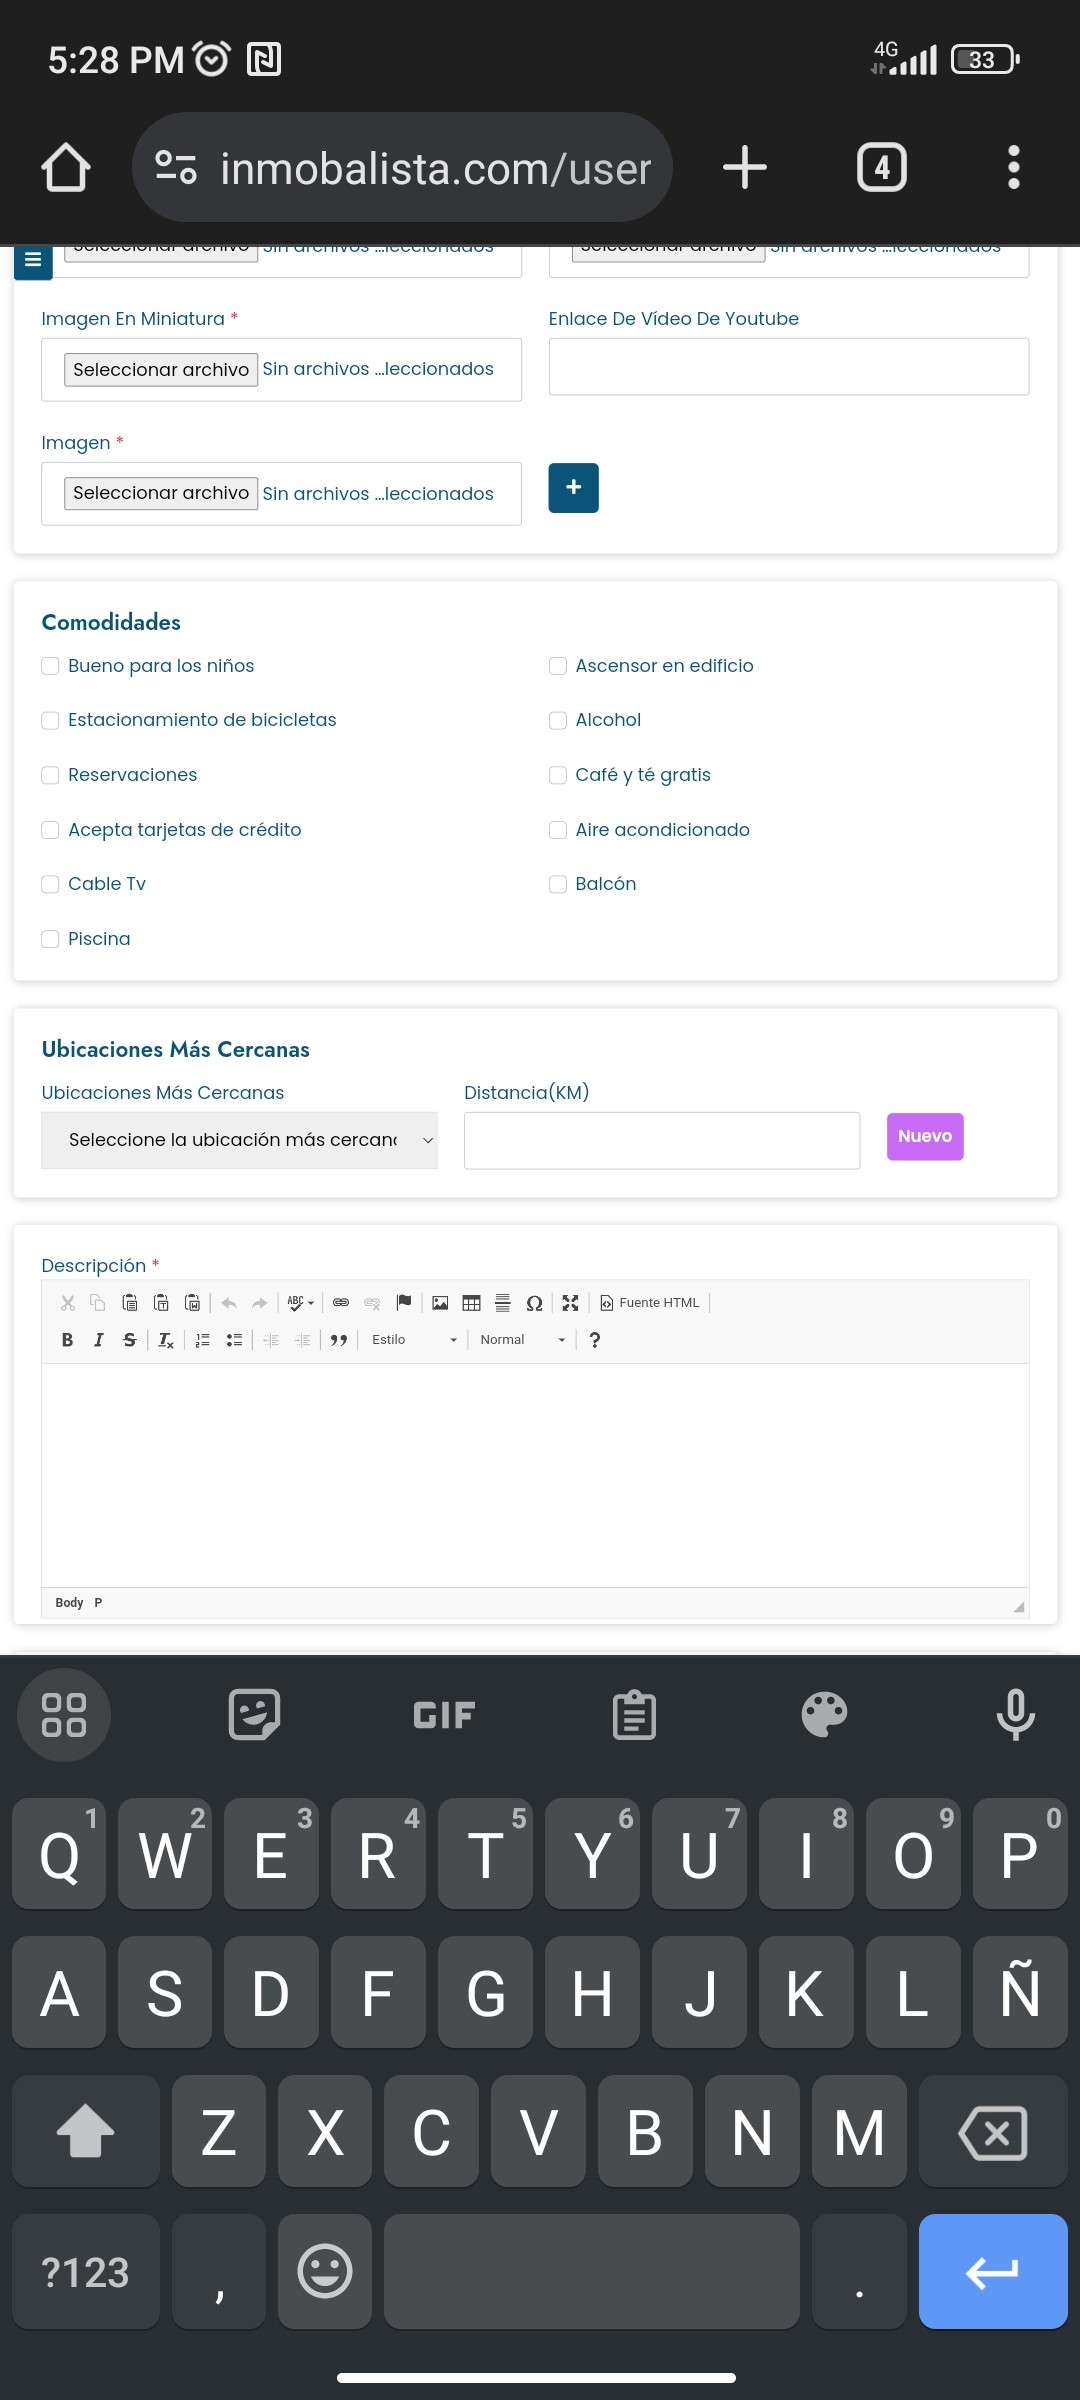 5:28 PM
4G
33
inmobalista.com/user
4
Seleccionar archivo Sin archivos ...leccionados
Seleccionar archivo Sin archivos ...leccionados
Imagen En Miniatura *
Enlace De Vídeo De Youtube
Seleccionar archivo Sin archivos ...leccionados
Imagen *
Seleccionar archivo Sin archivos ...leccionados
+
Comodidades
Bueno para los niños
Ascensor en edificio
Estacionamiento de bicicletas
Alcohol
Reservaciones
Café y té gratis
Acepta tarjetas de crédito
Aire acondicionado
Cable Tv
Balcón
Piscina
Ubicaciones Más Cercanas
Ubicaciones Más Cercanas
Distancia(KM)
Seleccione la ubicación más cercan
Nuevo
Descripción *
ABC
Ω
Fuente HTML
B I S Tx
Estilo
Normal
?
Body P
GIF
Q 1 W 2 E 3 R 4 T 5 Y 6 U 7 I 8 O 9 P 0
A S D F G H J K L Ñ
Z X C V B N M
?123 , .